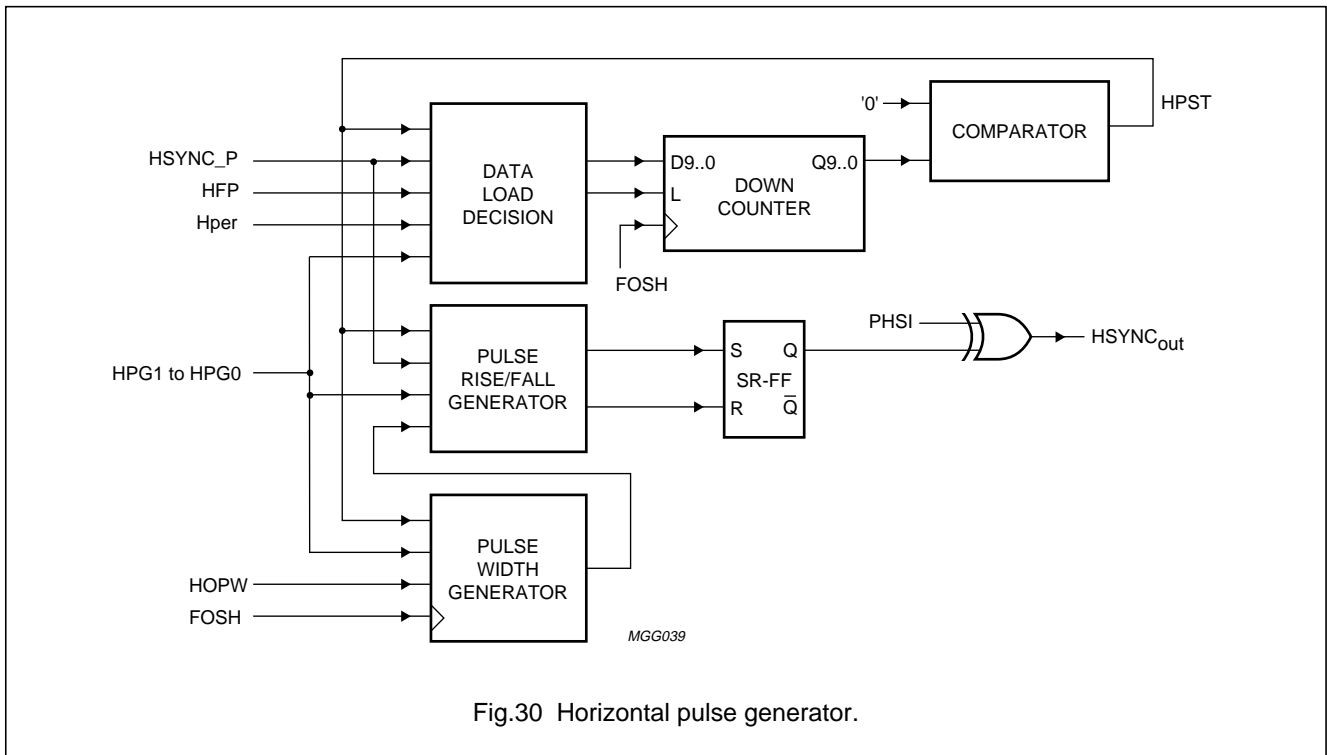 '0'
HPST
COMPARATOR
HSYNC_P
HFP
Hper
DATA
LOAD
DECISION
D9..0
Q9..0
L
DOWN
COUNTER
FOSH
HPG1 to HPG0
PULSE
RISE/FALL
GENERATOR
S
Q
SR-FF
R
Q̅
PHSI
HSYNCout
HOPW
FOSH
PULSE
WIDTH
GENERATOR
MGG039
Fig.30 Horizontal pulse generator.